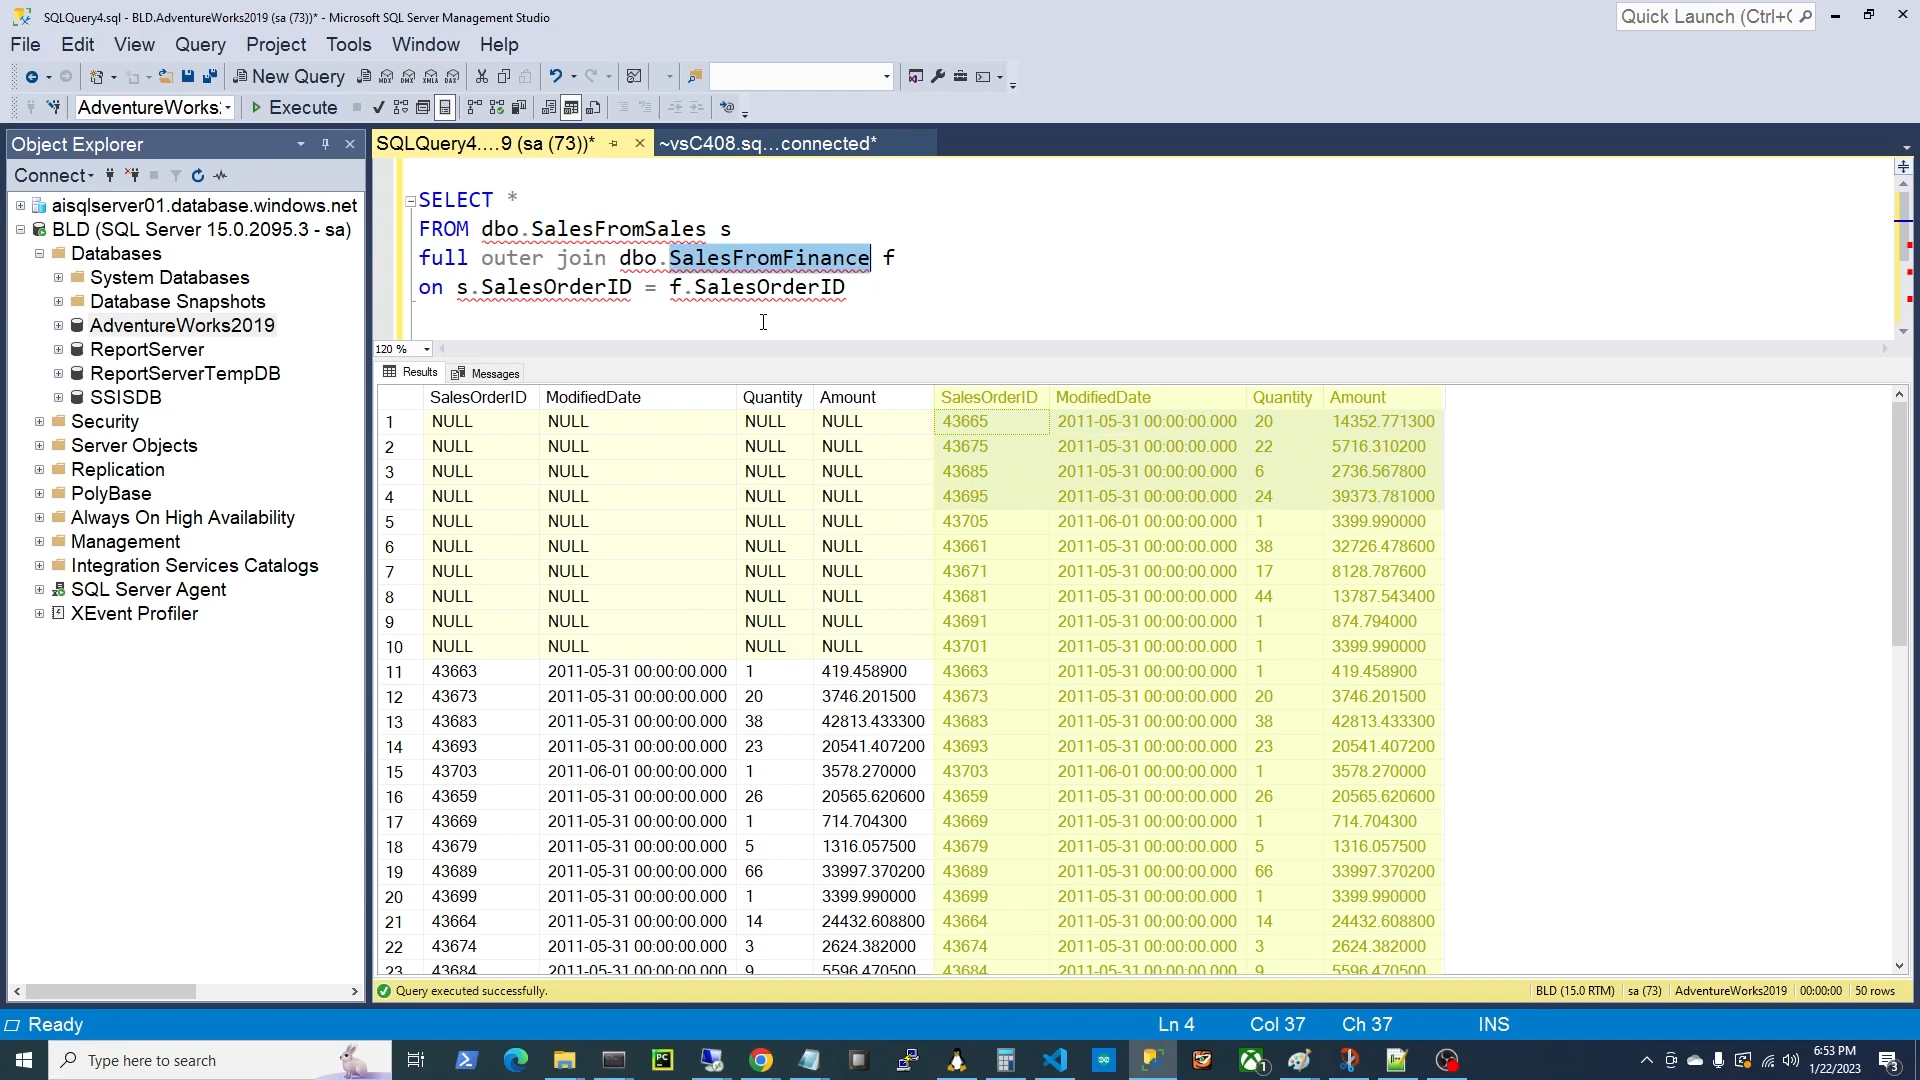 SQLQuery4.sql - BLD.AdventureWorks2019 (sa (73))* - Microsoft SQL Server Management Studio
Quick Launch (Ctrl+
File Edit View Query Project Tools Window Help
New Query
AdventureWorks:
Execute
Object Explorer
SQLQuery4....9 (sa (73))*
~vsC408.sq...connected*
Connect
aisqlserver01.database.windows.net
BLD (SQL Server 15.0.2095.3 - sa)
Databases
System Databases
Database Snapshots
AdventureWorks2019
ReportServer
ReportServerTempDB
SSISDB
Security
Server Objects
Replication
PolyBase
Always On High Availability
Management
Integration Services Catalogs
SQL Server Agent
XEvent Profiler
SELECT *
FROM dbo.SalesFromSales s
full outer join dbo.SalesFromFinance f
on s.SalesOrderID = f.SalesOrderID
120 %
Results Messages
SalesOrderID ModifiedDate Quantity Amount SalesOrderID ModifiedDate Quantity Amount
1 NULL NULL NULL NULL 43665 2011-05-31 00:00:00.000 20 14352.771300
2 NULL NULL NULL NULL 43675 2011-05-31 00:00:00.000 22 5716.310200
3 NULL NULL NULL NULL 43685 2011-05-31 00:00:00.000 6 2736.567800
4 NULL NULL NULL NULL 43695 2011-05-31 00:00:00.000 24 39373.781000
5 NULL NULL NULL NULL 43705 2011-06-01 00:00:00.000 1 3399.990000
6 NULL NULL NULL NULL 43661 2011-05-31 00:00:00.000 38 32726.478600
7 NULL NULL NULL NULL 43671 2011-05-31 00:00:00.000 17 8128.787600
8 NULL NULL NULL NULL 43681 2011-05-31 00:00:00.000 44 13787.543400
9 NULL NULL NULL NULL 43691 2011-05-31 00:00:00.000 1 874.794000
10 NULL NULL NULL NULL 43701 2011-05-31 00:00:00.000 1 3399.990000
11 43663 2011-05-31 00:00:00.000 1 419.458900 43663 2011-05-31 00:00:00.000 1 419.458900
12 43673 2011-05-31 00:00:00.000 20 3746.201500 43673 2011-05-31 00:00:00.000 20 3746.201500
13 43683 2011-05-31 00:00:00.000 38 42813.433300 43683 2011-05-31 00:00:00.000 38 42813.433300
14 43693 2011-05-31 00:00:00.000 23 20541.407200 43693 2011-05-31 00:00:00.000 23 20541.407200
15 43703 2011-06-01 00:00:00.000 1 3578.270000 43703 2011-06-01 00:00:00.000 1 3578.270000
16 43659 2011-05-31 00:00:00.000 26 20565.620600 43659 2011-05-31 00:00:00.000 26 20565.620600
17 43669 2011-05-31 00:00:00.000 1 714.704300 43669 2011-05-31 00:00:00.000 1 714.704300
18 43679 2011-05-31 00:00:00.000 5 1316.057500 43679 2011-05-31 00:00:00.000 5 1316.057500
19 43689 2011-05-31 00:00:00.000 66 33997.370200 43689 2011-05-31 00:00:00.000 66 33997.370200
20 43699 2011-05-31 00:00:00.000 1 3399.990000 43699 2011-05-31 00:00:00.000 1 3399.990000
21 43664 2011-05-31 00:00:00.000 14 24432.608800 43664 2011-05-31 00:00:00.000 14 24432.608800
22 43674 2011-05-31 00:00:00.000 3 2624.382000 43674 2011-05-31 00:00:00.000 3 2624.382000
23 43684 2011-05-31 00:00:00.000 9 5596.470500 43684 2011-05-31 00:00:00.000 9 5596.470500
Query executed successfully. BLD (15.0 RTM) sa (73) AdventureWorks2019 00:00:00 50 rows
Ready Ln 4 Col 37 Ch 37 INS
Type here to search
6:53 PM
1/22/2023